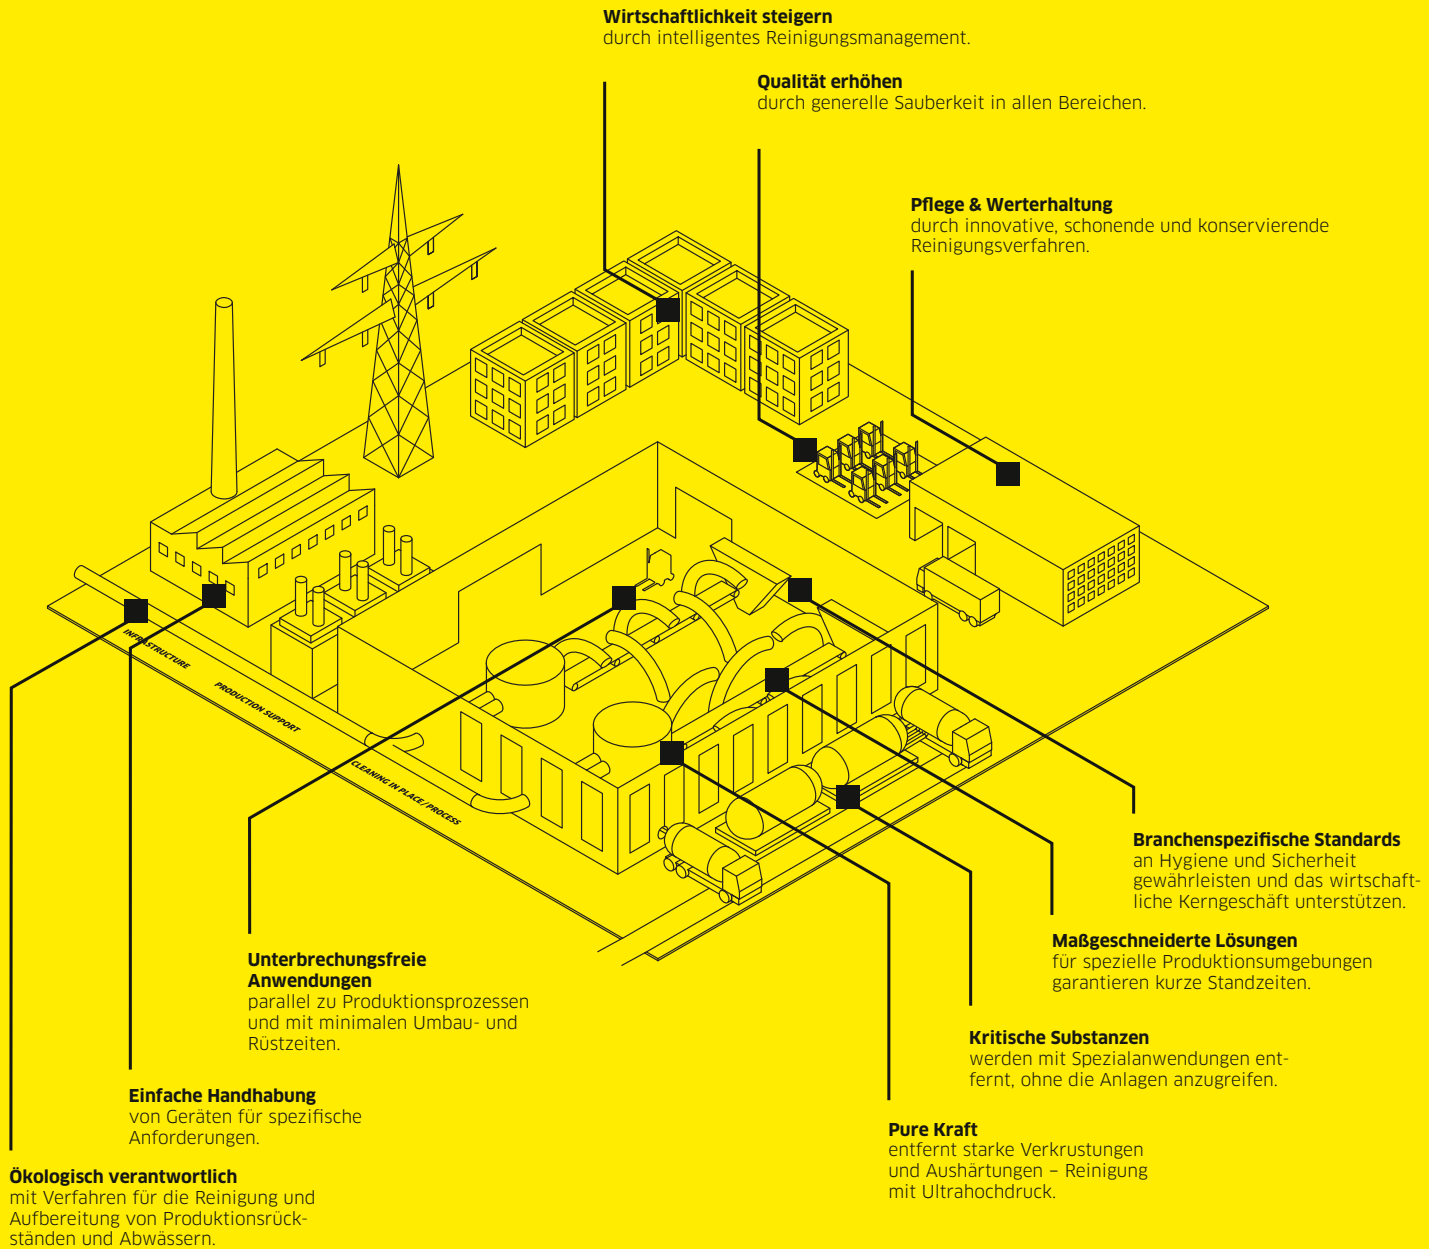 Wirtschaftlichkeit steigern
durch intelligentes Reinigungsmanagement.
Qualität erhöhen
durch generelle Sauberkeit in allen Bereichen.
Pflege & Werterhaltung
durch innovative, schonende und konservierende
Reinigungsverfahren.
INFRASTRUCTURE
PRODUCTION SUPPORT
CLEANING IN PLACE/PROCESS
Branchenspezifische Standards
an Hygiene und Sicherheit
gewährleisten und das wirtschaft-
liche Kerngeschäft unterstützen.
Maßgeschneiderte Lösungen
für spezielle Produktionsumgebungen
garantieren kurze Standzeiten.
Unterbrechungsfreie
Anwendungen
parallel zu Produktionsprozessen
und mit minimalen Umbau- und
Rüstzeiten.
Kritische Substanzen
werden mit Spezialanwendungen ent-
fernt, ohne die Anlagen anzugreifen.
Einfache Handhabung
von Geräten für spezifische
Anforderungen.
Pure Kraft
entfernt starke Verkrustungen
und Aushärtungen – Reinigung
mit Ultrahochdruck.
Ökologisch verantwortlich
mit Verfahren für die Reinigung und
Aufbereitung von Produktionsrück-
ständen und Abwässern.